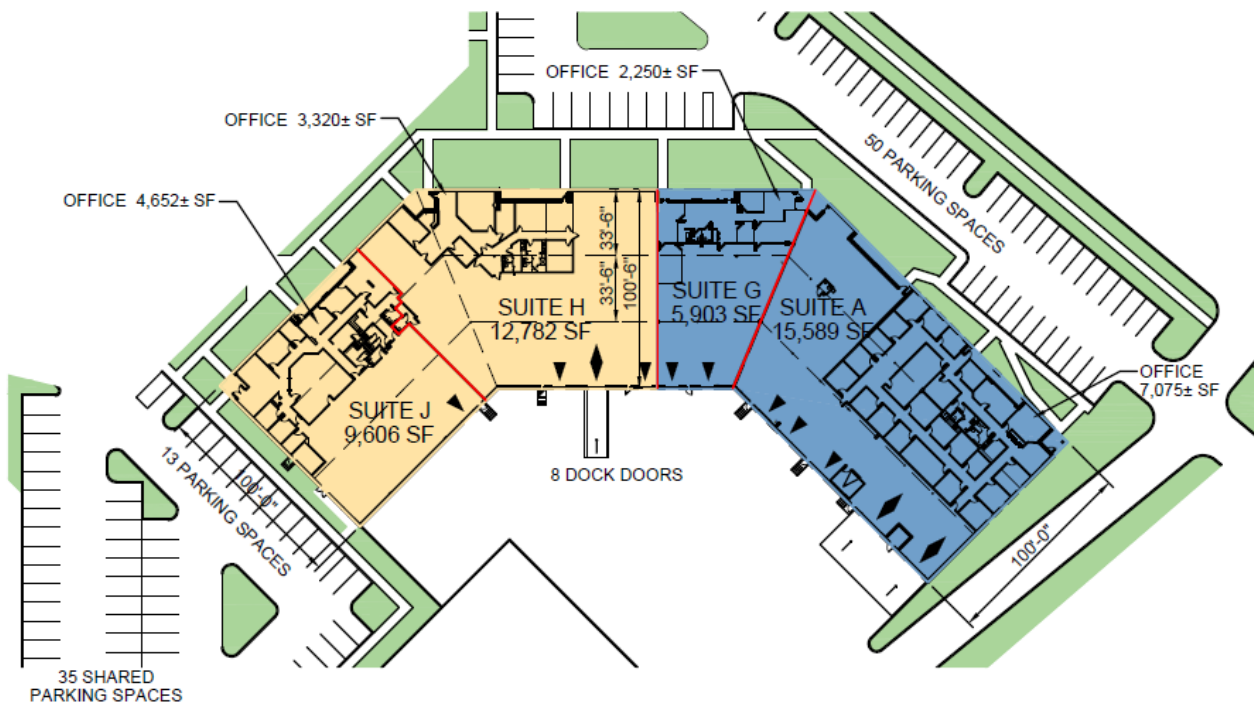 OFFICE 2,250± SF
OFFICE 3,320± SF
OFFICE 4,652± SF
50 PARKING SPACES
33'-6"
33'-6"
100'-6"
SUITE H
12,782 SF
SUITE G
5,903 SF
SUITE A
15,589 SF
OFFICE
7,075± SF
SUITE J
9,606 SF
8 DOCK DOORS
100'-0"
13 PARKING SPACES
100'-0"
35 SHARED
PARKING SPACES